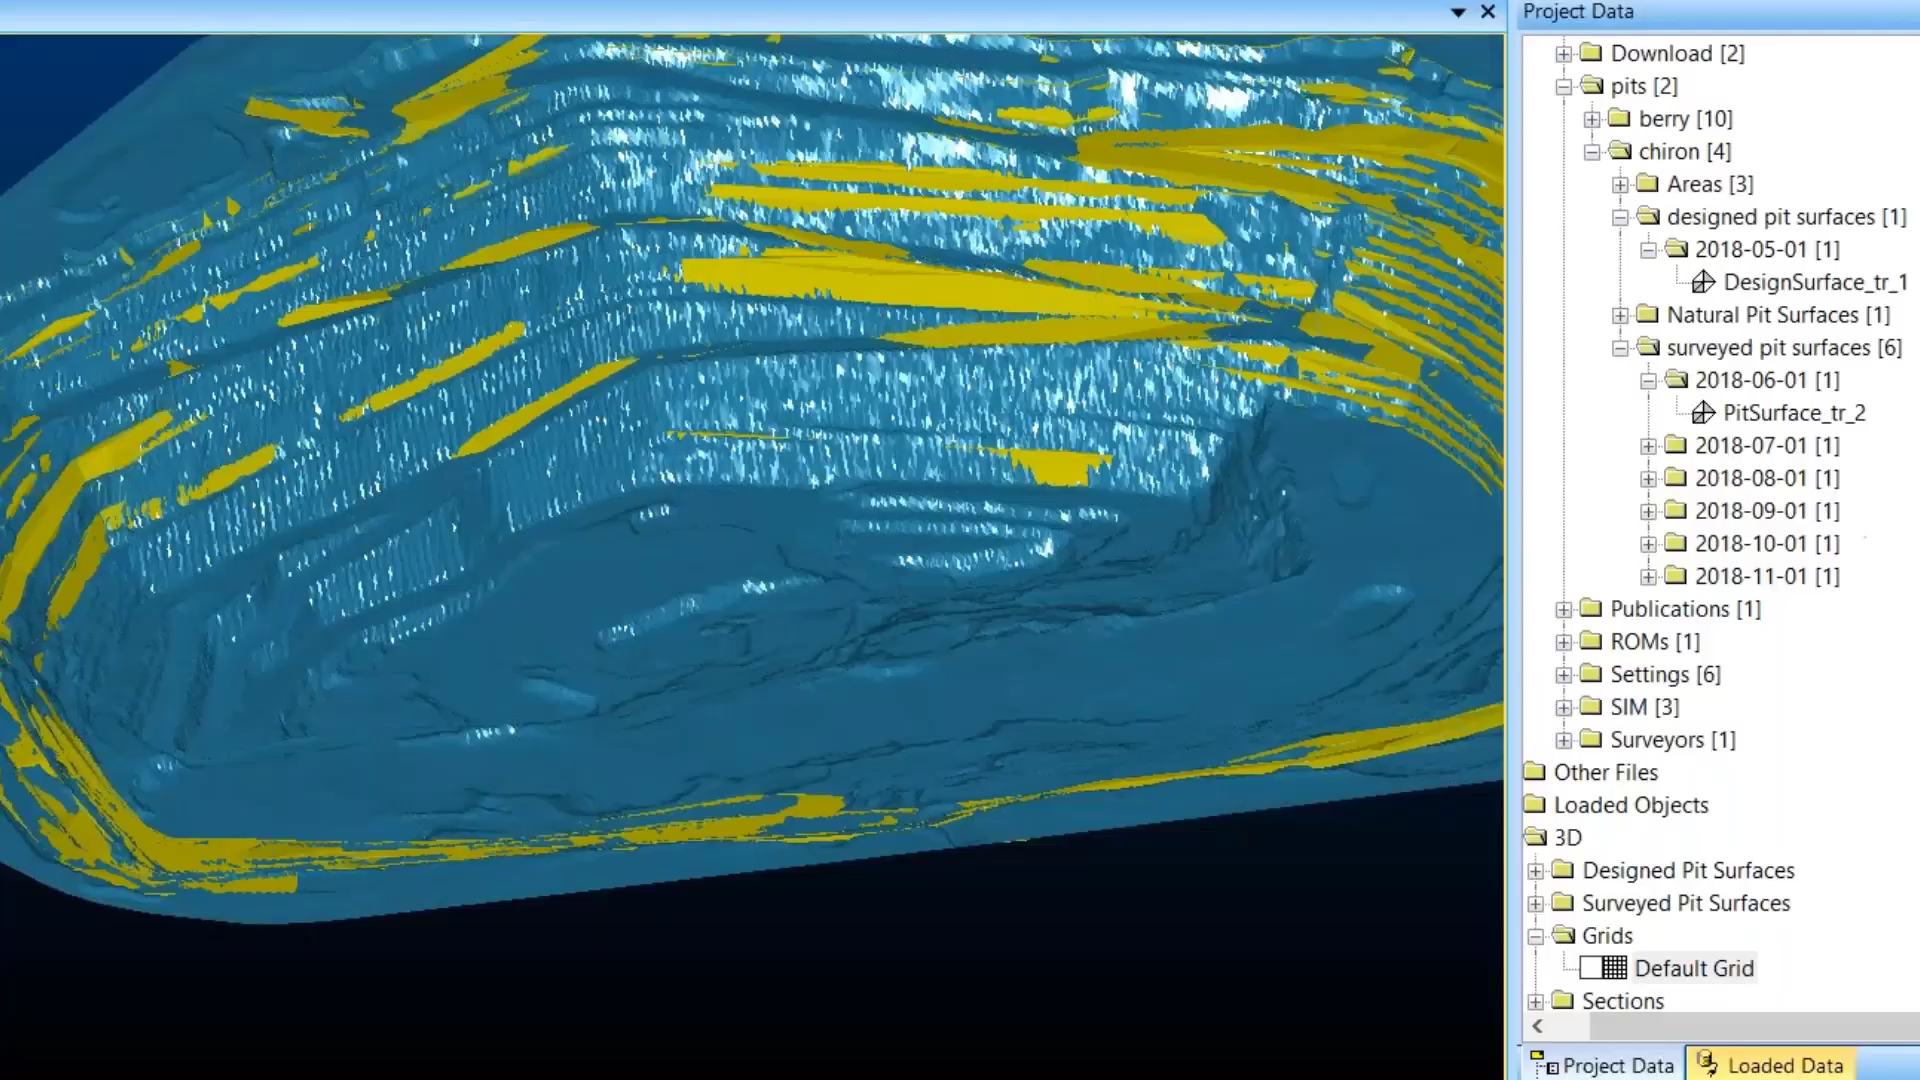 Project Data
Download [2]
pits [2]
berry [10]
chiron [4]
Areas [3]
designed pit surfaces [1]
2018-05-01 [1]
DesignSurface_tr_1
Natural Pit Surfaces [1]
surveyed pit surfaces [6]
2018-06-01 [1]
PitSurface_tr_2
2018-07-01 [1]
2018-08-01 [1]
2018-09-01 [1]
2018-10-01 [1]
2018-11-01 [1]
Publications [1]
ROMs [1]
Settings [6]
SIM [3]
Surveyors [1]
Other Files
Loaded Objects
3D
Designed Pit Surfaces
Surveyed Pit Surfaces
Grids
Default Grid
Sections
Project Data
Loaded Data